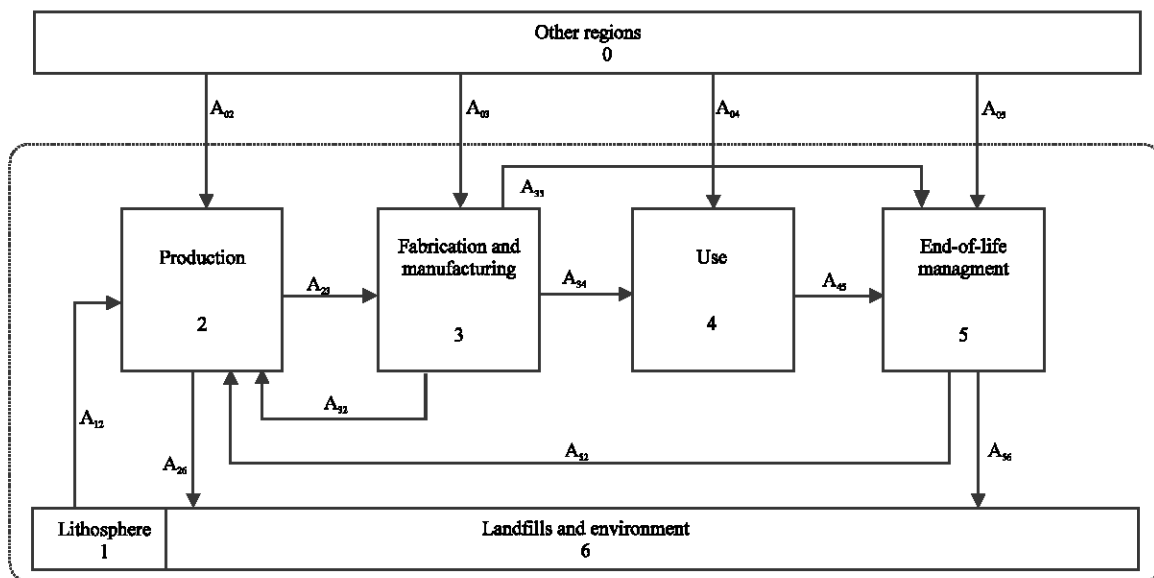 Other regions
0
A₀₂
A₀₃
A₀₄
A₀₅
A₃₅
Production
2
Fabrication and
manufacturing
3
Use
4
End-of-life
managment
5
A₂₃
A₃₄
A₄₅
A₁₂
A₂₆
A₃₂
A₅₂
A₅₆
Lithosphere
1
Landfills and environment
6